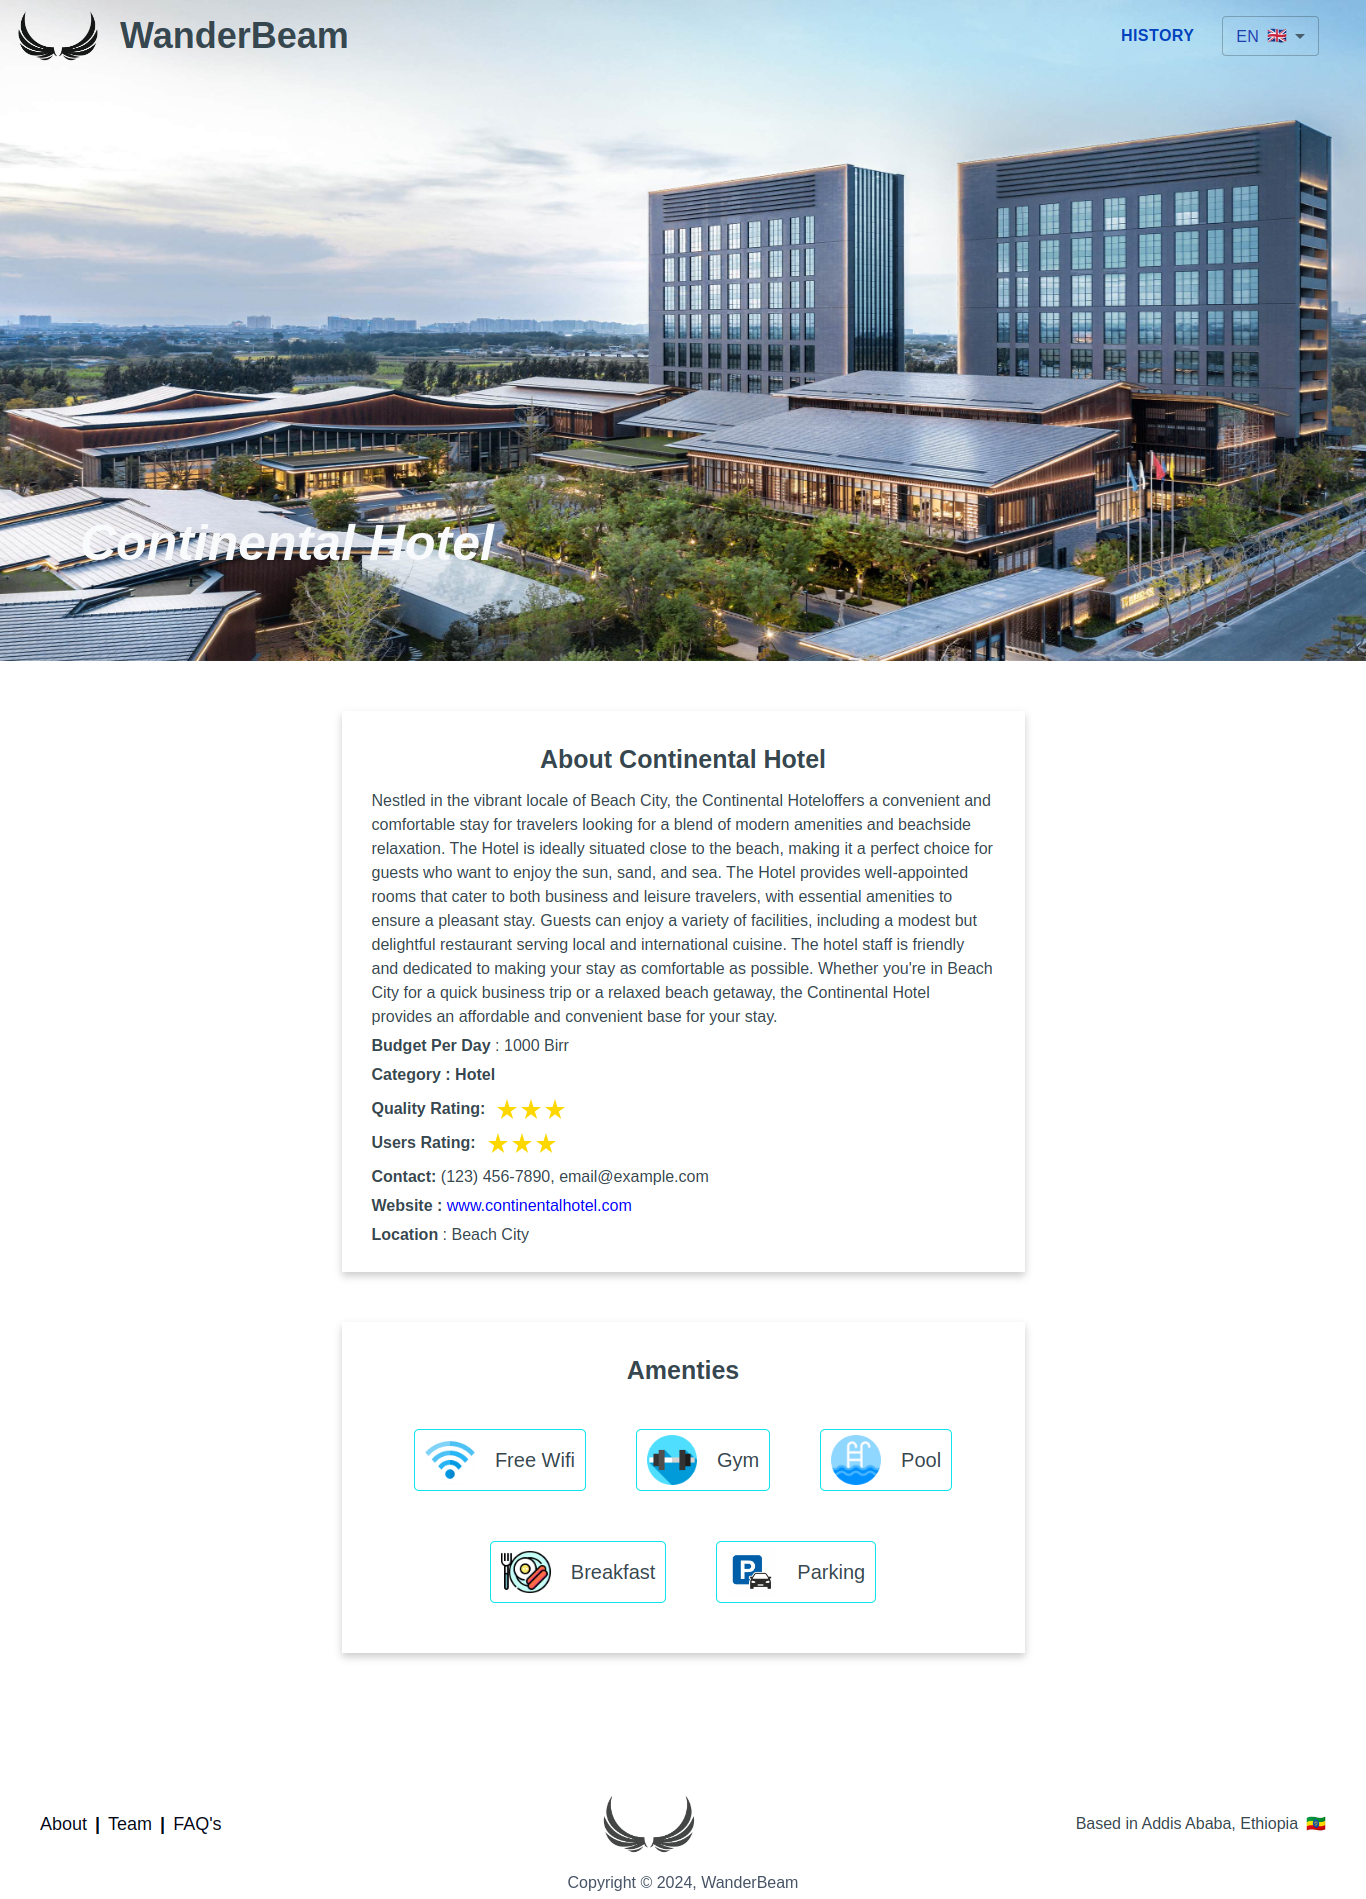 WanderBeam
HISTORY
EN
Continental Hotel
About Continental Hotel
Nestled in the vibrant locale of Beach City, the Continental Hoteloffers a convenient and
comfortable stay for travelers looking for a blend of modern amenities and beachside
relaxation. The Hotel is ideally situated close to the beach, making it a perfect choice for
guests who want to enjoy the sun, sand, and sea. The Hotel provides well-appointed
rooms that cater to both business and leisure travelers, with essential amenities to
ensure a pleasant stay. Guests can enjoy a variety of facilities, including a modest but
delightful restaurant serving local and international cuisine. The hotel staff is friendly
and dedicated to making your stay as comfortable as possible. Whether you're in Beach
City for a quick business trip or a relaxed beach getaway, the Continental Hotel
provides an affordable and convenient base for your stay.
Budget Per Day : 1000 Birr
Category : Hotel
Quality Rating:
Users Rating:
Contact: (123) 456-7890, email@example.com
Website : www.continentalhotel.com
Location : Beach City
Amenties
Free Wifi
Gym
Pool
Breakfast
P
Parking
About | Team | FAQ's
Based in Addis Ababa, Ethiopia
Copyright © 2024, WanderBeam